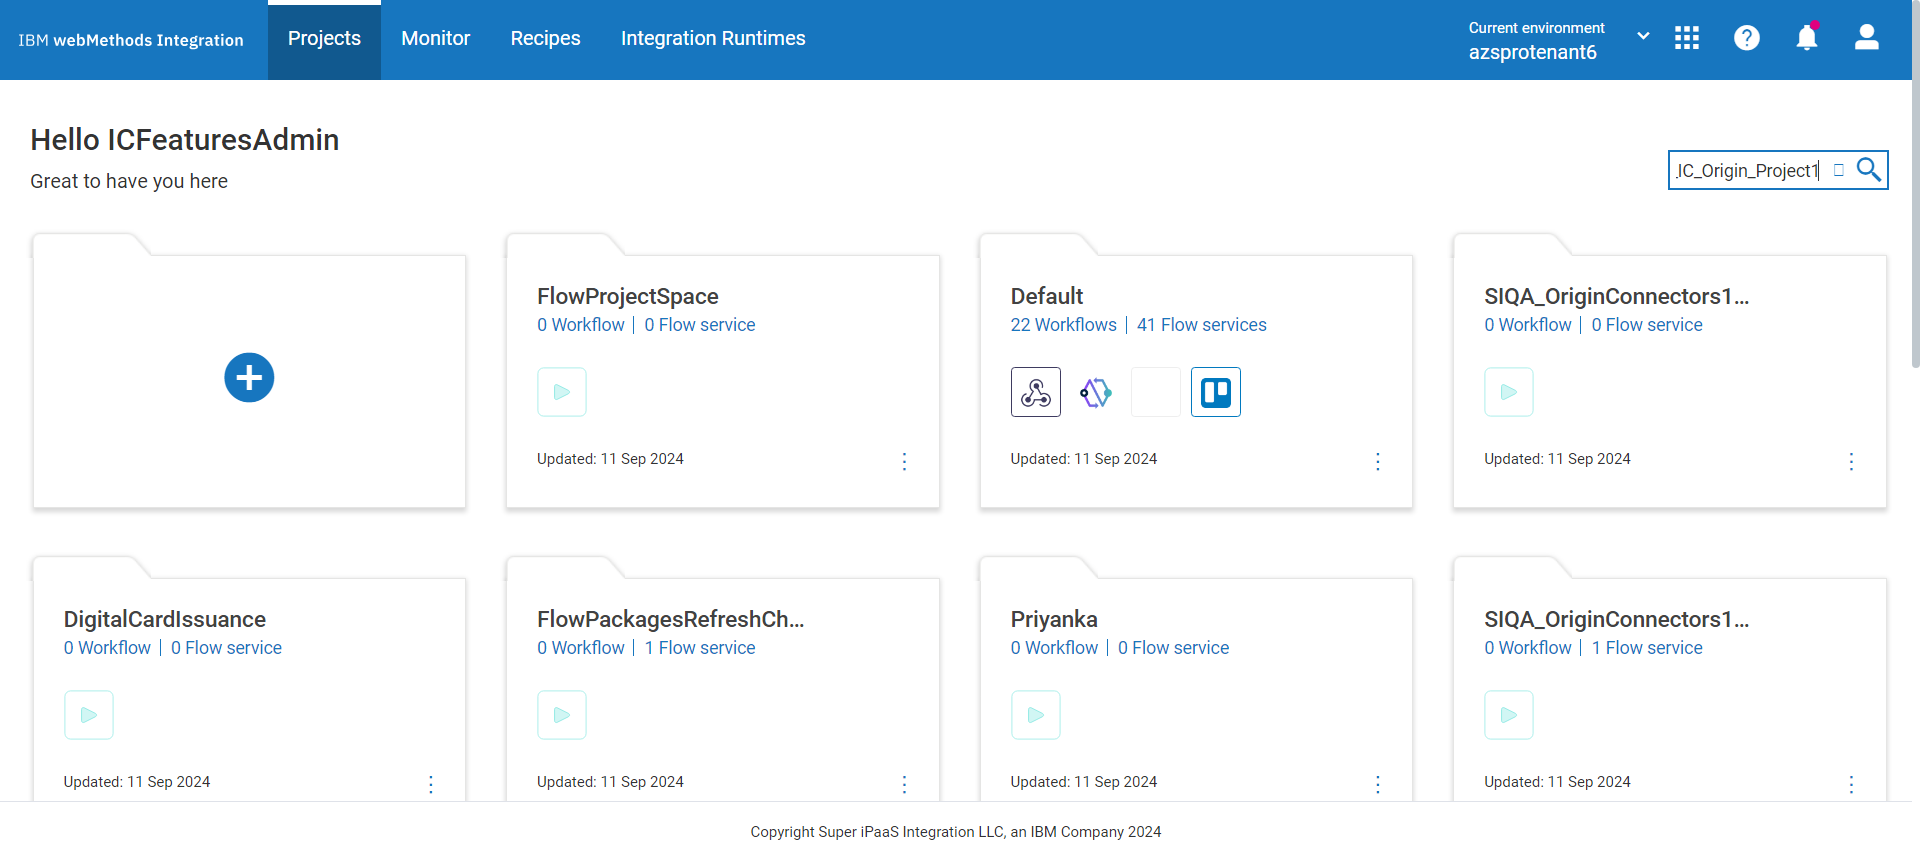 IBM webMethods Integration
Projects
Monitor
Recipes
Integration Runtimes
Current environment
azsprotenant6
Hello ICFeaturesAdmin
Great to have you here
IC_Origin_Project1
FlowProjectSpace
0 Workflow | 0 Flow service
Updated: 11 Sep 2024
Default
22 Workflows | 41 Flow services
Updated: 11 Sep 2024
SIQA_OriginConnectors1...
0 Workflow | 0 Flow service
Updated: 11 Sep 2024
DigitalCardIssuance
0 Workflow | 0 Flow service
Updated: 11 Sep 2024
FlowPackagesRefreshCh...
0 Workflow | 1 Flow service
Updated: 11 Sep 2024
Priyanka
0 Workflow | 0 Flow service
Updated: 11 Sep 2024
SIQA_OriginConnectors1...
0 Workflow | 1 Flow service
Updated: 11 Sep 2024
Copyright Super iPaaS Integration LLC, an IBM Company 2024